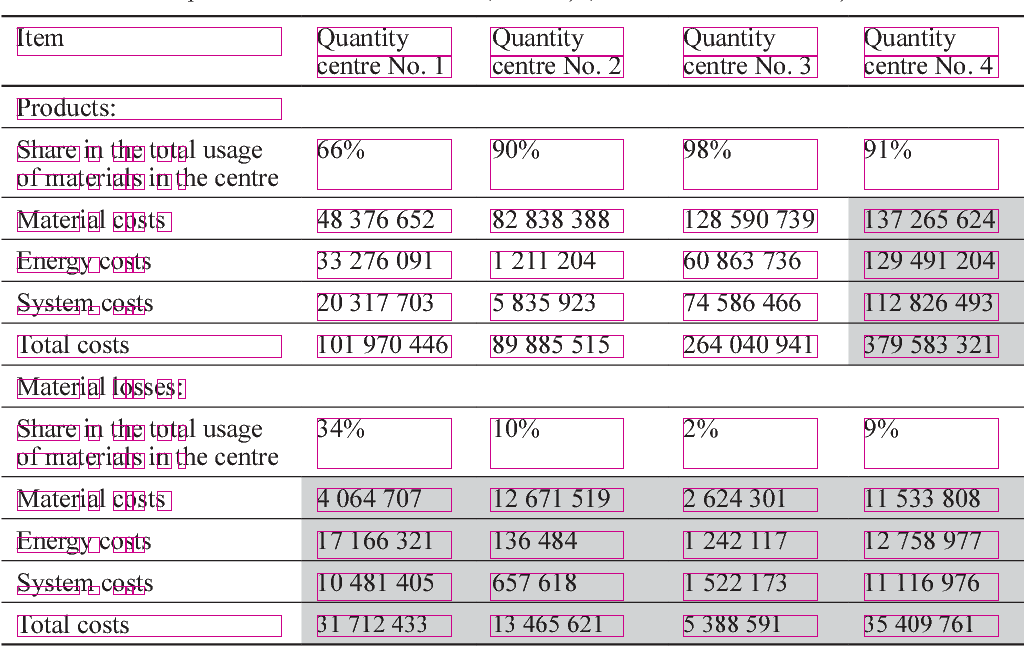 Item Quantity Quantity Quantity Quantity
centre No. 1 centre No. 2 centre No. 3 centre No. 4
Products:
Share in the total usage 66% 90% 98% 91%
of materials in the centre
Material costs 48 376 652 82 838 388 128 590 739 137 265 624
Energy costs 33 276 091 1 211 204 60 863 736 129 491 204
System costs 20 317 703 5 835 923 74 586 466 112 826 493
Total costs 101 970 446 89 885 515 264 040 941 379 583 321
Material losses:
Share in the total usage 34% 10% 2% 9%
of materials in the centre
Material costs 4 064 707 12 671 519 2 624 301 11 533 808
Energy costs 17 166 321 136 484 1 242 117 12 758 977
System costs 10 481 405 657 618 1 522 173 11 116 976
Total costs 31 712 433 13 465 621 5 388 591 35 409 761